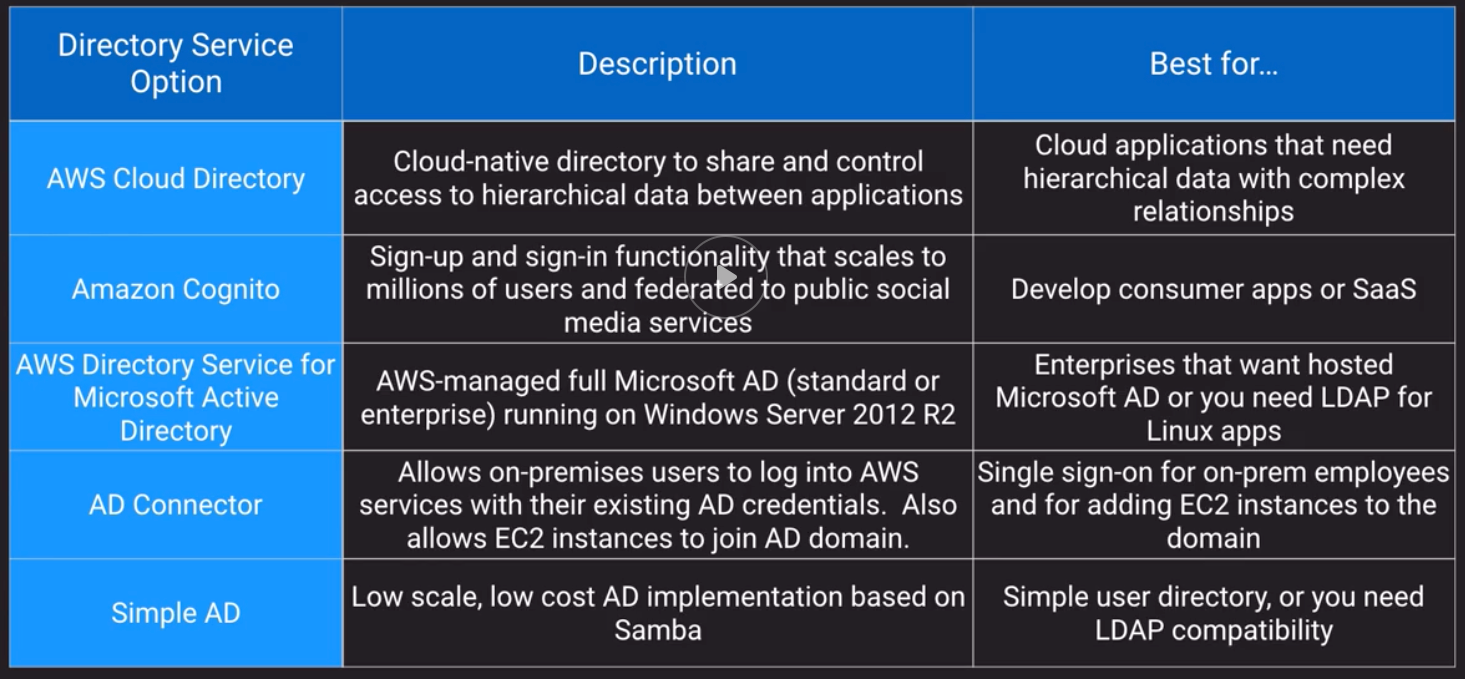 Directory Service
Option
Description
Best for...
AWS Cloud Directory
Cloud-native directory to share and control
access to hierarchical data between applications
Cloud applications that need
hierarchical data with complex
relationships
Amazon Cognito
Sign-up and sign-in functionality that scales to
millions of users and federated to public social
media services
Develop consumer apps or SaaS
AWS Directory Service for
Microsoft Active
Directory
AWS-managed full Microsoft AD (standard or
enterprise) running on Windows Server 2012 R2
Enterprises that want hosted
Microsoft AD or you need LDAP for
Linux apps
AD Connector
Allows on-premises users to log into AWS
services with their existing AD credentials.  Also
allows EC2 instances to join AD domain.
Single sign-on for on-prem employees
and for adding EC2 instances to the
domain
Simple AD
Low scale, low cost AD implementation based on
Samba
Simple user directory, or you need
LDAP compatibility